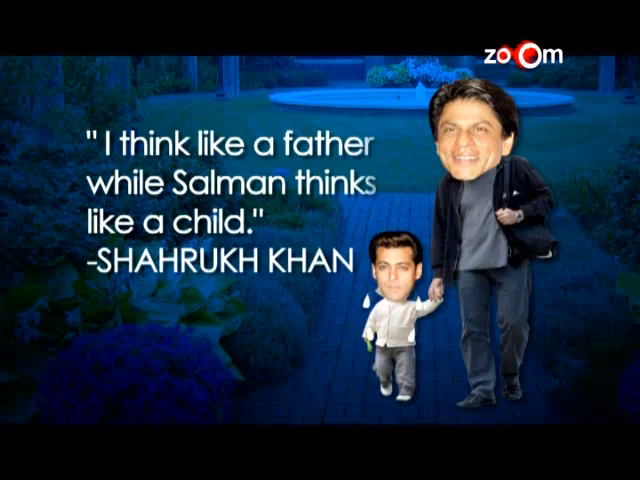 zoom
" I think like a father
while Salman thinks
like a child."
-SHAHRUKH KHAN